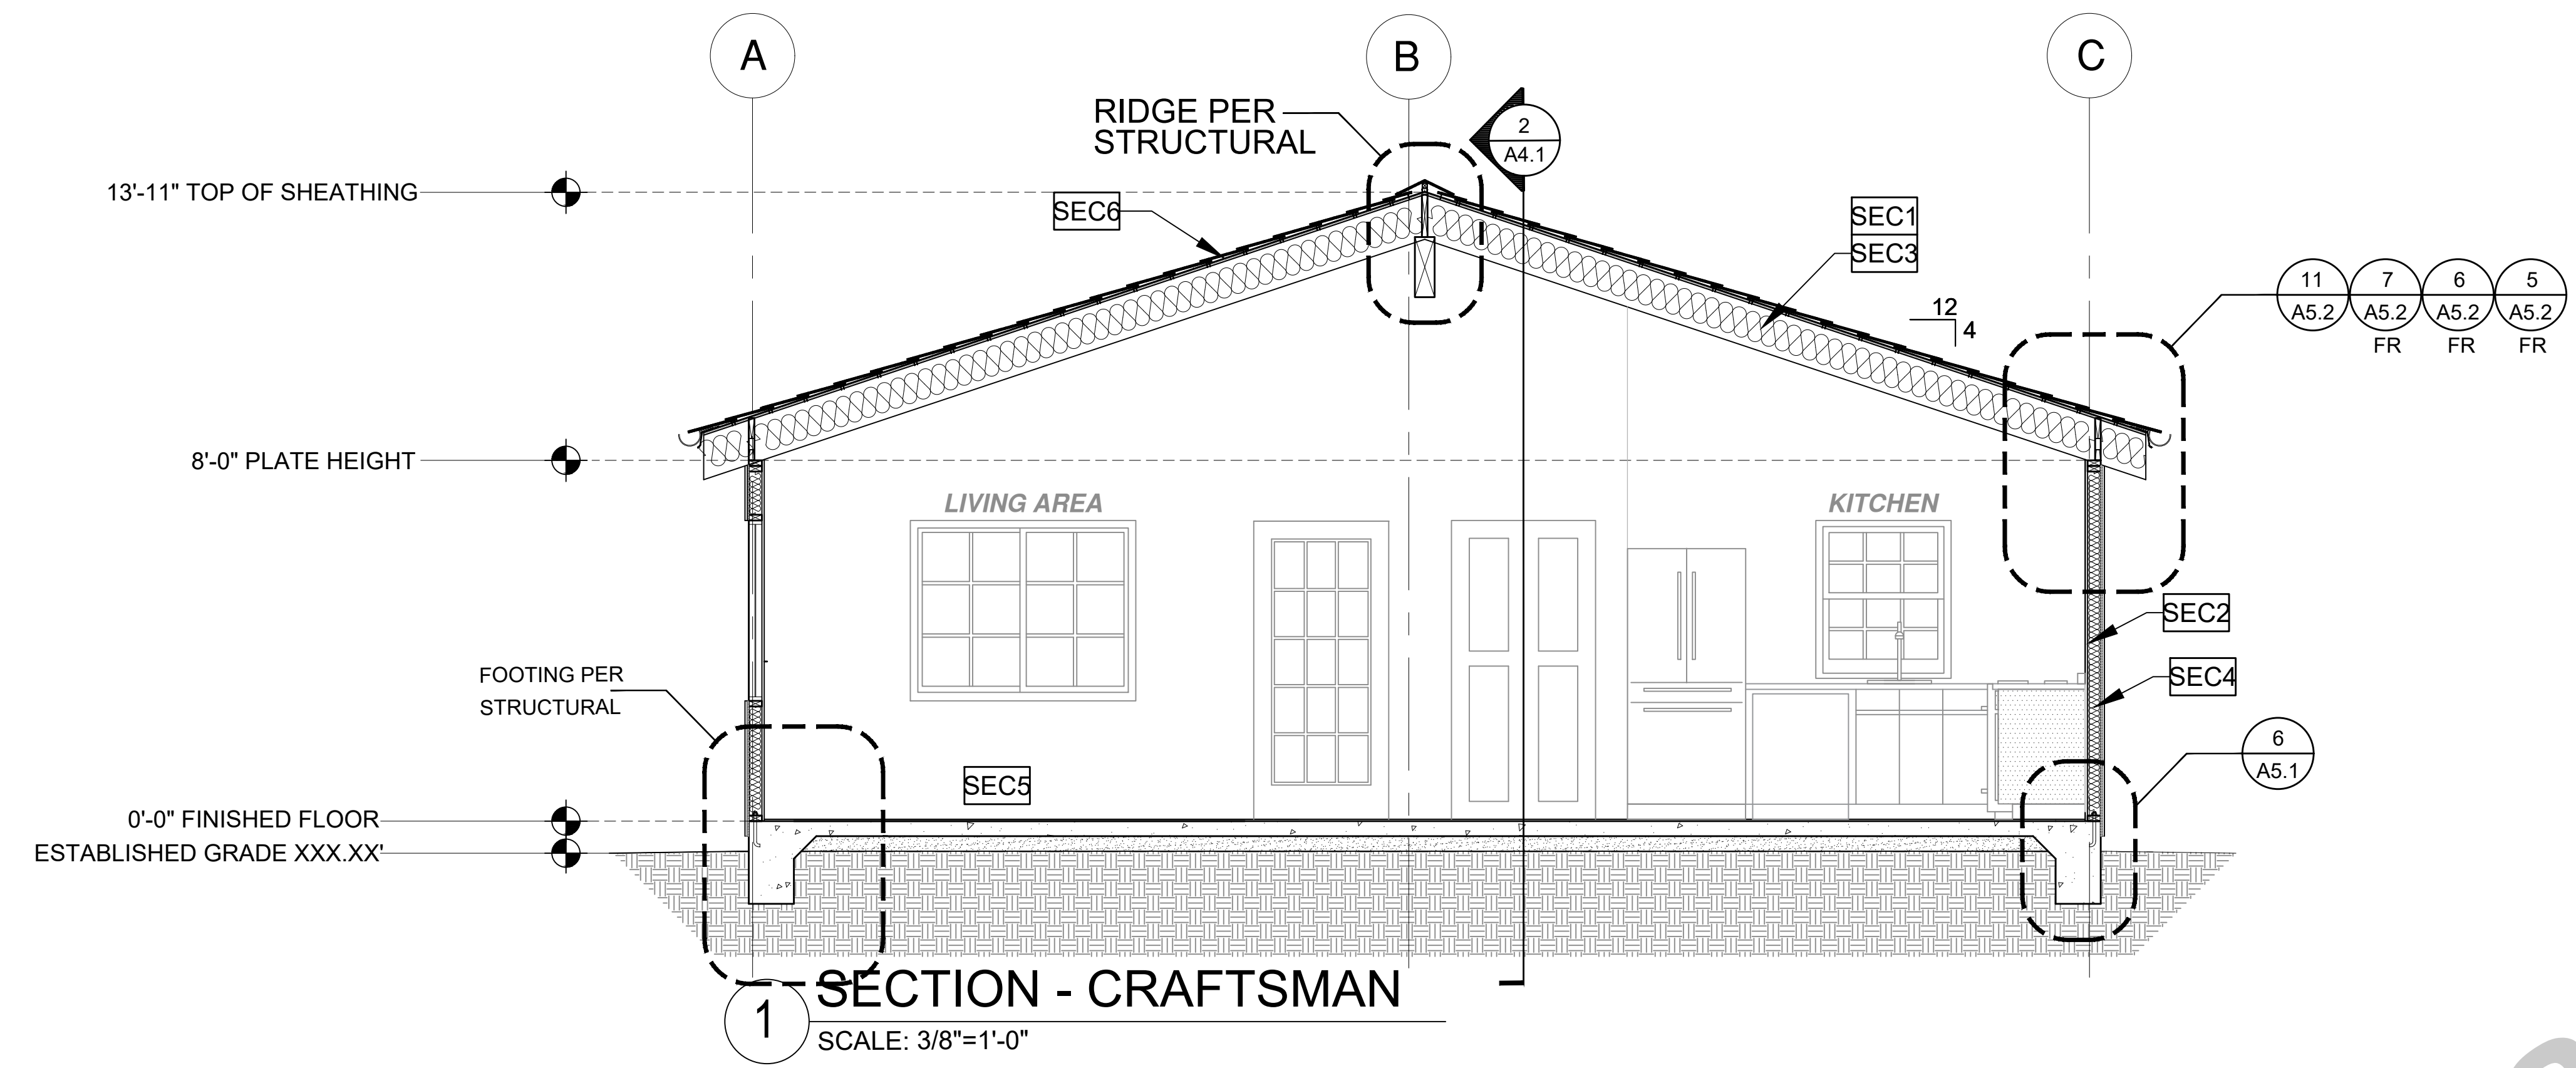 A
B
C
RIDGE PER
STRUCTURAL
2
A4.1
13'-11" TOP OF SHEATHING
SEC6
SEC1
SEC3
12
4
11
A5.2
7
A5.2
FR
6
A5.2
FR
5
A5.2
FR
8'-0" PLATE HEIGHT
LIVING AREA
KITCHEN
SEC2
SEC4
FOOTING PER
STRUCTURAL
6
A5.1
SEC5
0'-0" FINISHED FLOOR
ESTABLISHED GRADE XXX.XX'
1
SECTION - CRAFTSMAN
SCALE: 3/8"=1'-0"